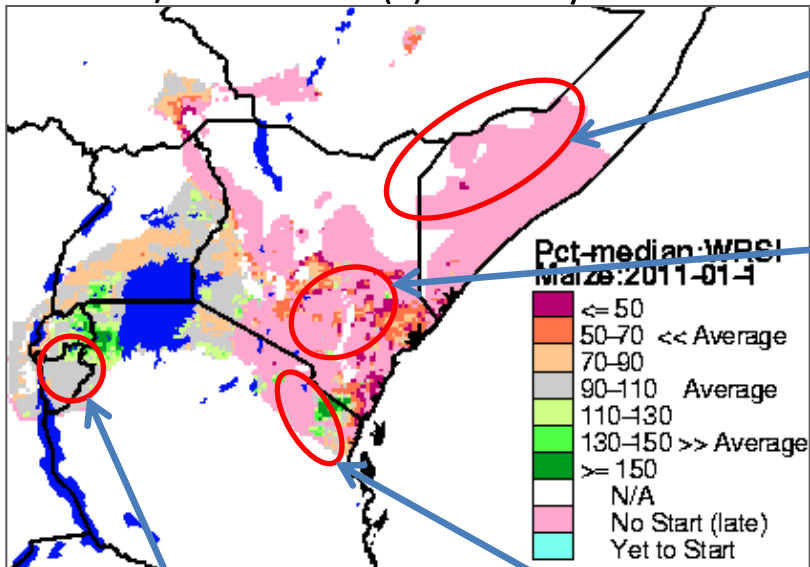 Pct-median:WRSI
Maize:2011-01-1
<= 50
50-70 << Average
70-90
90-110 Average
110-130
130-150 >> Average
>= 150
N/A
No Start (late)
Yet to Start